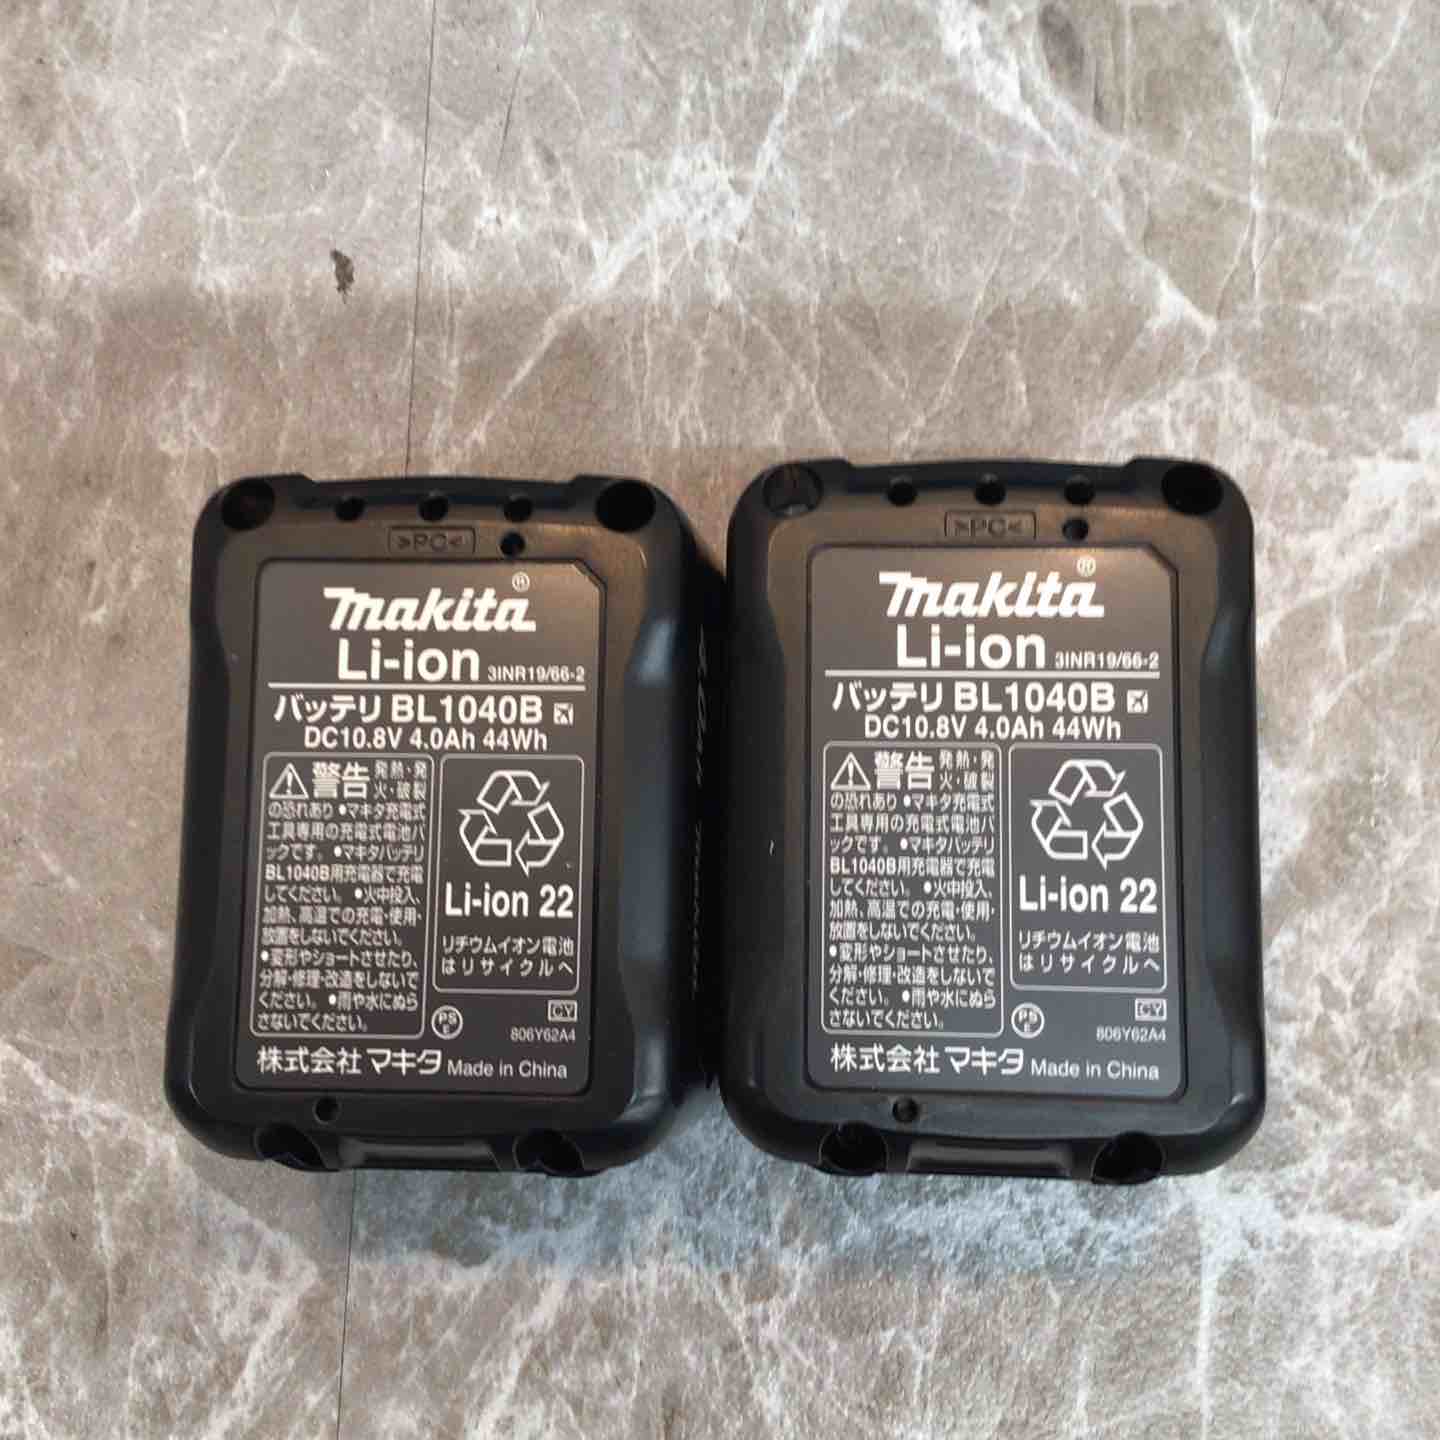 >PC<
makita®
Li-ion 3INR19/66-2
バッテリ BL1040B
DC10.8V 4.0Ah 44Wh
警告 発熱・発
火・破裂
の恐れあり ●マキタ充電式
工具専用の充電式電池パ
ックです。 ●マキタバッテリ
BL1040B用充電器で充電
してください。 ●火中投入、
加熱、高温での充電・使用・
放置をしないでください。
●変形やショートさせたり、
分解・修理・改造をしないで
ください。 ●雨や水にぬら
さないでください。
Li-ion 22
リチウムイオン電池
はリサイクルへ
PS
E
CY
806Y62A4
株式会社 マキタ Made in China
>PC<
makita®
Li-ion 3INR19/66-2
バッテリ BL1040B
DC10.8V 4.0Ah 44Wh
警告 発熱・発
火・破裂
の恐れあり ●マキタ充電式
工具専用の充電式電池パ
ックです。 ●マキタバッテリ
BL1040B用充電器で充電
してください。 ●火中投入、
加熱、高温での充電・使用・
放置をしないでください。
●変形やショートさせたり、
分解・修理・改造をしないで
ください。 ●雨や水にぬら
さないでください。
Li-ion 22
リチウムイオン電池
はリサイクルへ
PS
E
CY
806Y62A4
株式会社 マキタ Made in China